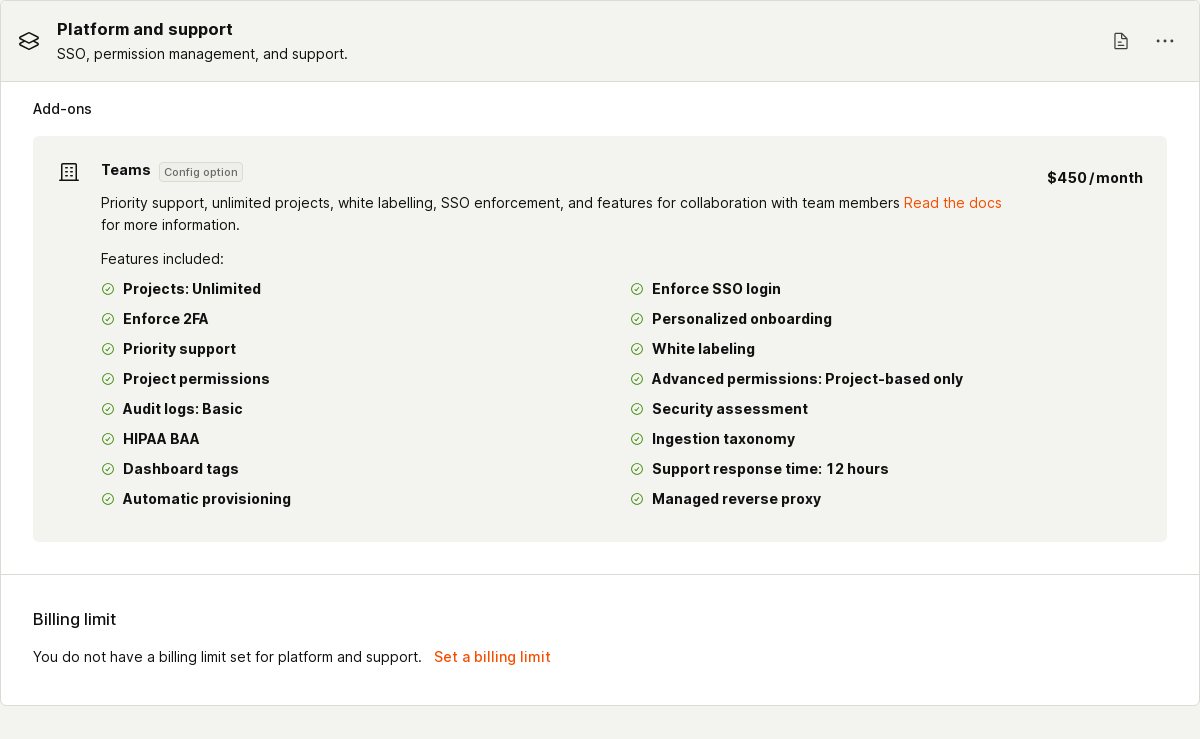 Platform and support
SSO, permission management, and support.
Add-ons
Teams Config option
$450 / month
Priority support, unlimited projects, white labelling, SSO enforcement, and features for collaboration with team members Read the docs
for more information.
Features included:
Projects: Unlimited
Enforce 2FA
Priority support
Project permissions
Audit logs: Basic
HIPAA BAA
Dashboard tags
Automatic provisioning
Enforce SSO login
Personalized onboarding
White labeling
Advanced permissions: Project-based only
Security assessment
Ingestion taxonomy
Support response time: 12 hours
Managed reverse proxy
Billing limit
You do not have a billing limit set for platform and support. Set a billing limit